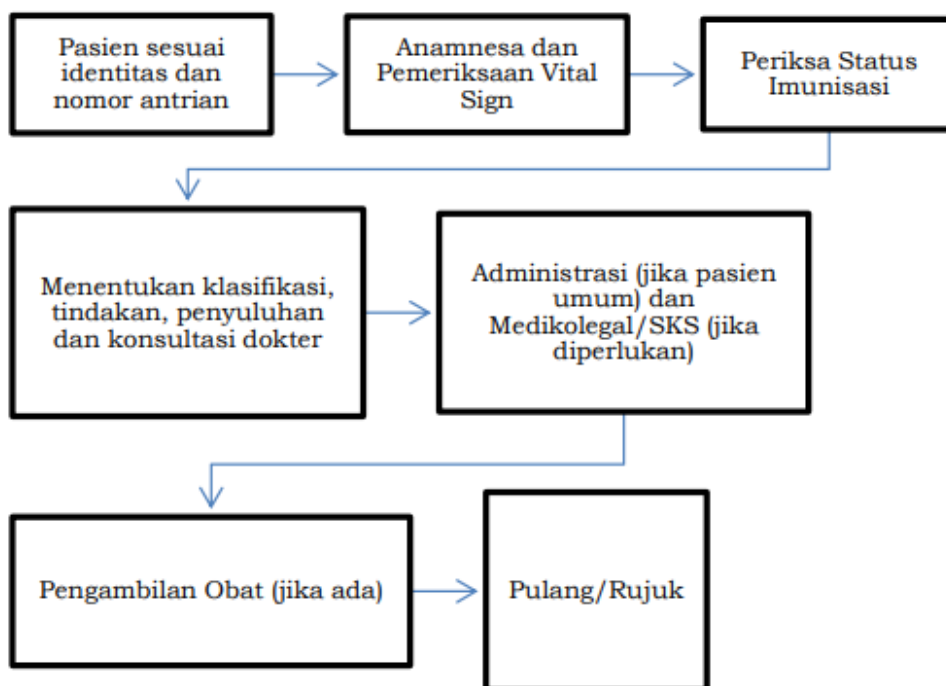 Pasien sesuai
identitas dan
nomor antrian
Anamnesa dan
Pemeriksaan Vital
Sign
Periksa Status
Imunisasi
Menentukan klasifikasi,
tindakan, penyuluhan
dan konsultasi dokter
Administrasi (jika pasien
umum) dan
Medikolegal/SKS (jika
diperlukan)
Pengambilan Obat (jika ada)
Pulang/Rujuk